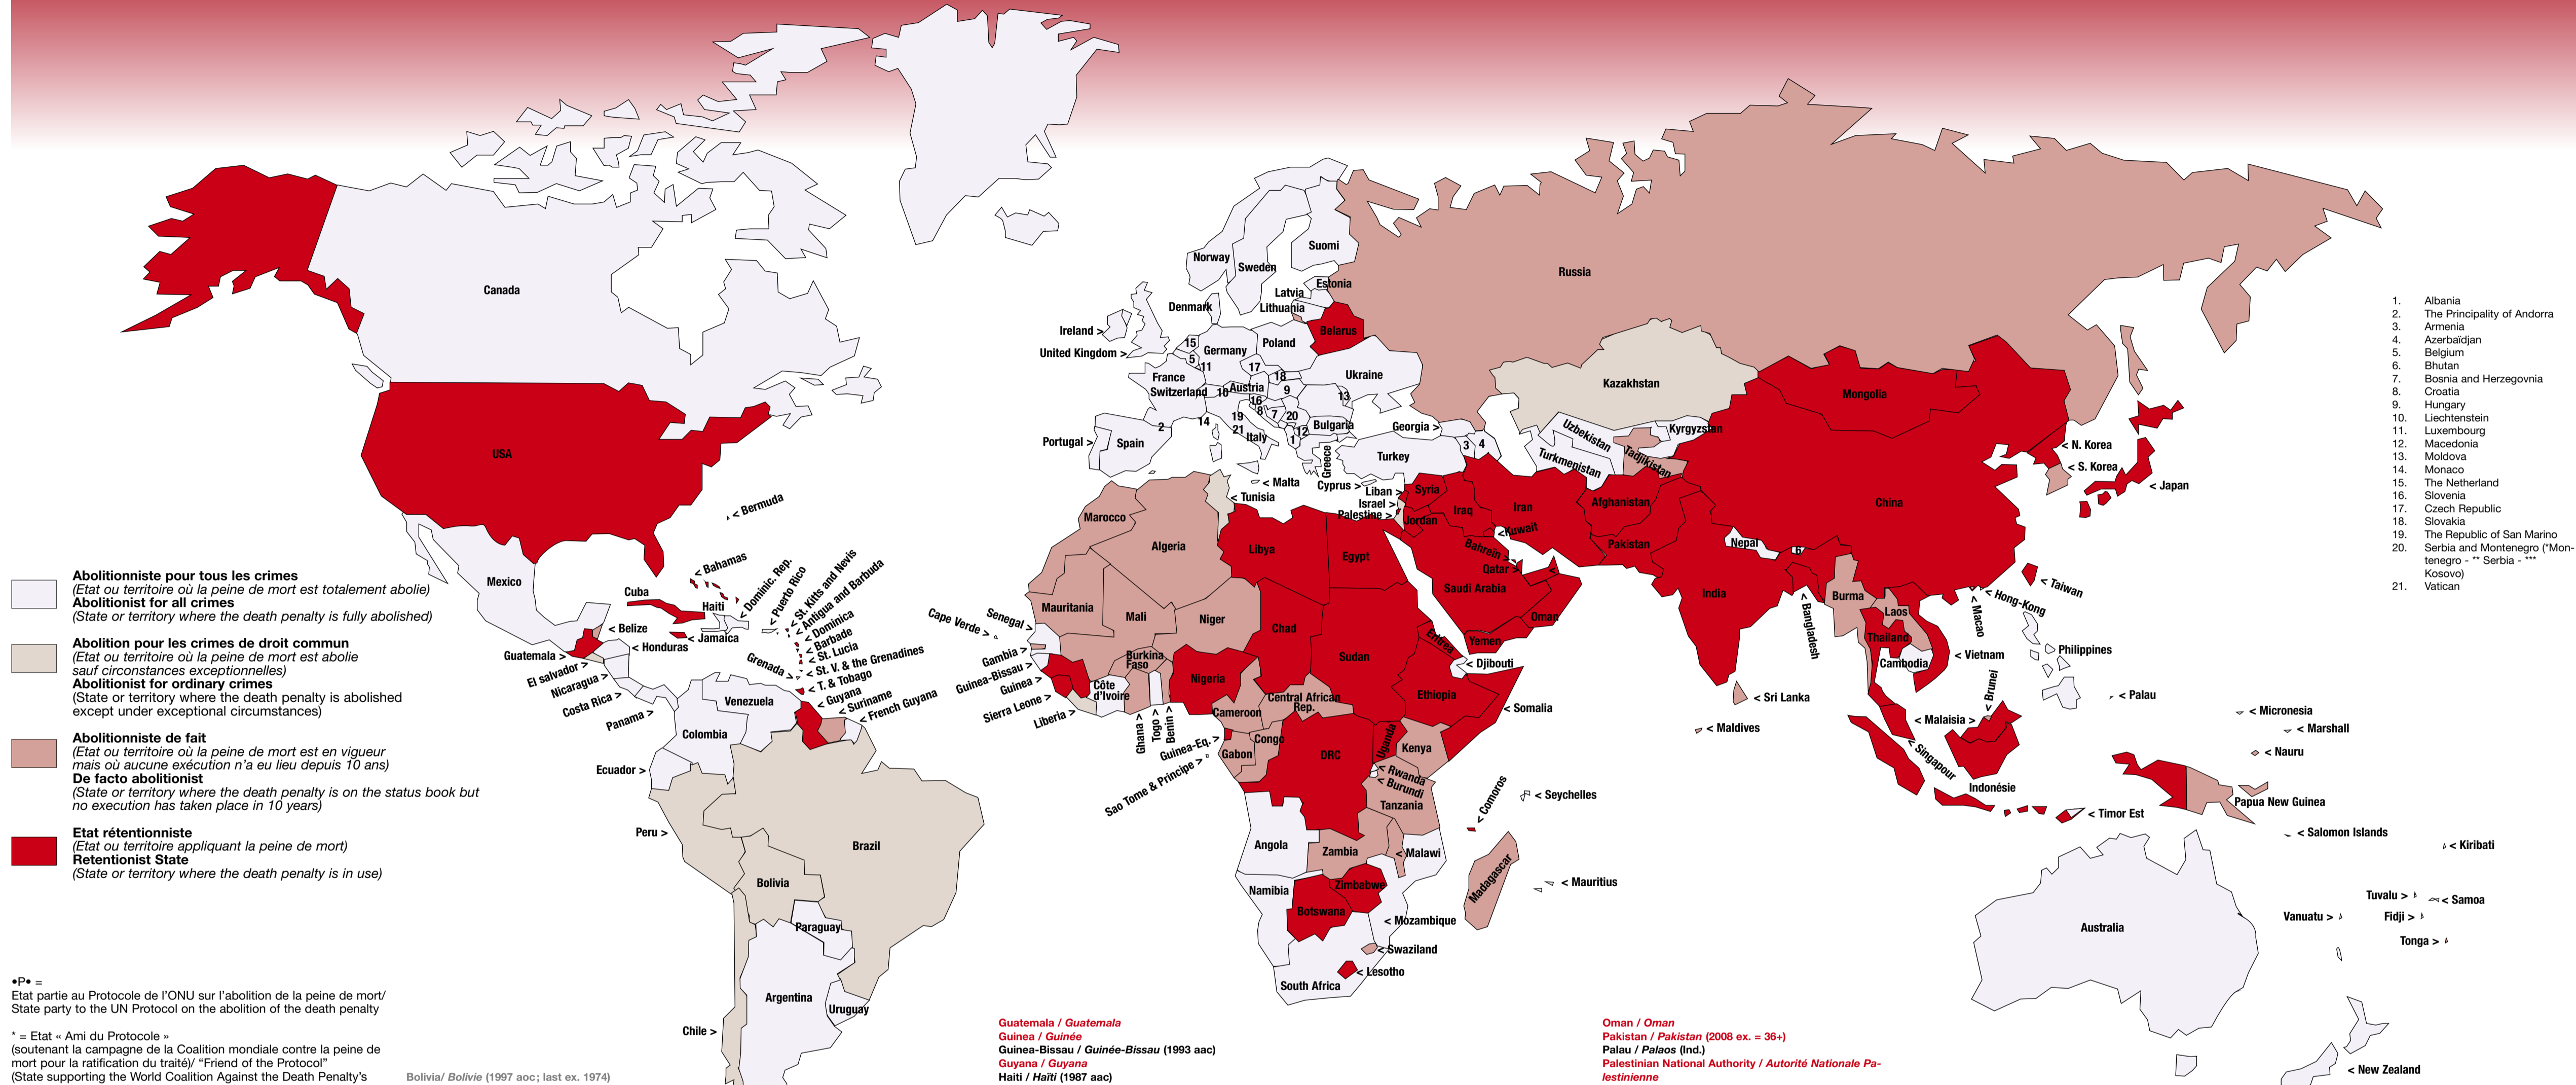 Canada
USA
Mexico
< Bermuda
< Bahamas
Cuba
Haiti
< Dominic. Rep.
< Puerto Rico
< St. Kitts and Nevis
< Antigua and Barbuda
< Dominica
< Barbade
< St. Lucia
< St. V. & the Grenadines
Grenada >
< T. & Tobago
< Jamaica
< Belize
< Honduras
Guatemala >
El salvador >
Nicaragua >
Costa Rica >
Panama >
< Guyana
< Suriname
< French Guyana
Venezuela
Colombia
Ecuador >
Peru >
Brazil
Bolivia
Paraguay
Argentina
Uruguay
Chile >
Norway
Sweden
Suomi
Estonia
Latvia
Lithuania
Denmark
Ireland >
United Kingdom >
Belarus
Poland
Germany
15
5
11
17
18
France
Switzerland
10
Austria
9
Ukraine
13
16
8
7
20
19
21
14
2
12
1
Italy
Bulgaria
Portugal >
Spain
Greece
Georgia >
3
4
Turkey
< Malta
Cyprus >
Russia
Kazakhstan
Uzbekistan
Turkmenistan
Kyrgyzstan
Tadjikistan
Mongolia
China
< N. Korea
< S. Korea
< Japan
< Tunisia
Liban >
Israel >
Palestine >
Syria
Jordan
Iraq
Iran
Afghanistan
Pakistan
<Kuwait
Bahrein >
Qatar >
<
Saudi Arabia
Oman
Yemen
Nepal
6
India
< Bangladesh
Burma
Laos
Thailand
Cambodia
< Vietnam
< Taiwan
< Hong-Kong
< Macao
Philippines
< Brunei
< Malaisia >
< Singapour
Indonésie
< Sri Lanka
< Maldives
< Palau
< Micronesia
< Marshall
< Nauru
Papua New Guinea
< Timor Est
< Salomon Islands
< Kiribati
Tuvalu >
< Samoa
Vanuatu >
Fidji >
Tonga >
Australia
< New Zealand
Marocco
Algeria
Libya
Egypt
Mauritania
Mali
Niger
Chad
Sudan
Eritrea
< Djibouti
Ethiopia
< Somalia
Cape Verde >
Senegal >
Gambia >
Guinea-Bissau >
Guinea >
Sierra Leone >
Liberia >
Côte
d'Ivoire
Burkina
Faso
Ghana >
Togo >
Benin >
Nigeria
Cameroon
Central African
Rep.
Guinea-Eq. >
Sao Tome & Principe >
Gabon
Congo
DRC
Uganda
Kenya
< Rwanda
< Burundi
Tanzania
Angola
Zambia
< Malawi
Namibia
Botswana
Zimbabwe
< Mozambique
< Swaziland
< Lesotho
South Africa
Madagascar
< Comoros
< Seychelles
< Mauritius
1. Albania
2. The Principality of Andorra
3. Armenia
4. Azerbaïdjan
5. Belgium
6. Bhutan
7. Bosnia and Herzegovnia
8. Croatia
9. Hungary
10. Liechtenstein
11. Luxembourg
12. Macedonia
13. Moldova
14. Monaco
15. The Netherland
16. Slovenia
17. Czech Republic
18. Slovakia
19. The Republic of San Marino
20. Serbia and Montenegro (*Mon-
tenegro - ** Serbia - ***
Kosovo)
21. Vatican
Abolitionniste pour tous les crimes
(Etat ou territoire où la peine de mort est totalement abolie)
Abolitionist for all crimes
(State or territory where the death penalty is fully abolished)
Abolition pour les crimes de droit commun
(Etat ou territoire où la peine de mort est abolie
sauf circonstances exceptionnelles)
Abolitionist for ordinary crimes
(State or territory where the death penalty is abolished
except under exceptional circumstances)
Abolitionniste de fait
(Etat ou territoire où la peine de mort est en vigueur
mais où aucune exécution n'a eu lieu depuis 10 ans)
De facto abolitionist
(State or territory where the death penalty is on the status book but
no execution has taken place in 10 years)
Etat rétentionniste
(Etat ou territoire appliquant la peine de mort)
Retentionist State
(State or territory where the death penalty is in use)
•P• =
Etat partie au Protocole de l'ONU sur l'abolition de la peine de mort/
State party to the UN Protocol on the abolition of the death penalty
* = Etat « Ami du Protocole »
(soutenant la campagne de la Coalition mondiale contre la peine de
mort pour la ratification du traité)/ “Friend of the Protocol”
(State supporting the World Coalition Against the Death Penalty's
Bolivia/ Bolivie (1997 aoc ; last ex. 1974)
Guatemala / Guatemala
Guinea / Guinée
Guinea-Bissau / Guinée-Bissau (1993 aac)
Guyana / Guyana
Haiti / Haïti (1987 aac)
Oman / Oman
Pakistan / Pakistan (2008 ex. = 36+)
Palau / Palaos (Ind.)
Palestinian National Authority / Autorité Nationale Pa-
lestinienne